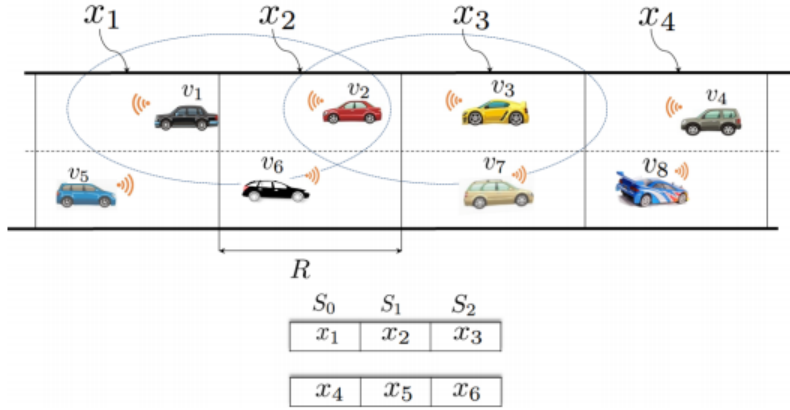 x₁ x₂ x₃ x₄
v₁ v₂ v₃ v₄
v₅ v₆ v₇ v₈
R
S₀ S₁ S₂
x₁ x₂ x₃
x₄ x₅ x₆